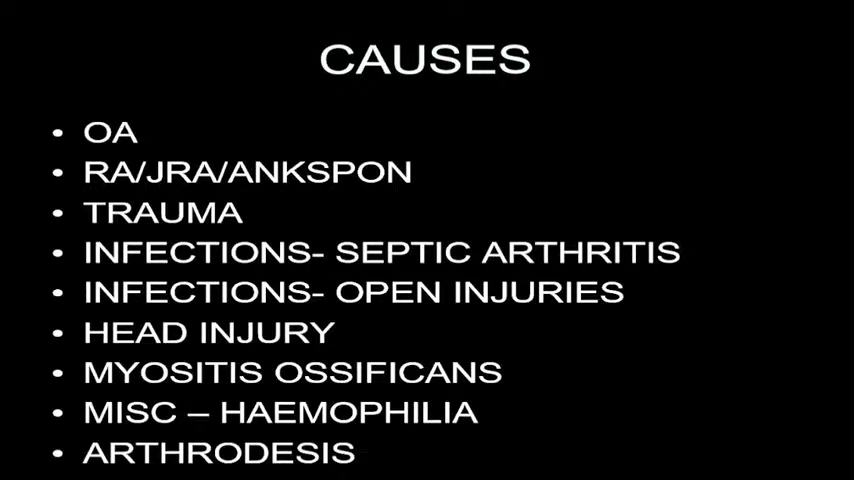 CAUSES
• OA
• RA/JRA/ANKSPON
• TRAUMA
• INFECTIONS- SEPTIC ARTHRITIS
• INFECTIONS- OPEN INJURIES
• HEAD INJURY
• MYOSITIS OSSIFICANS
• MISC – HAEMOPHILIA
• ARTHRODESIS